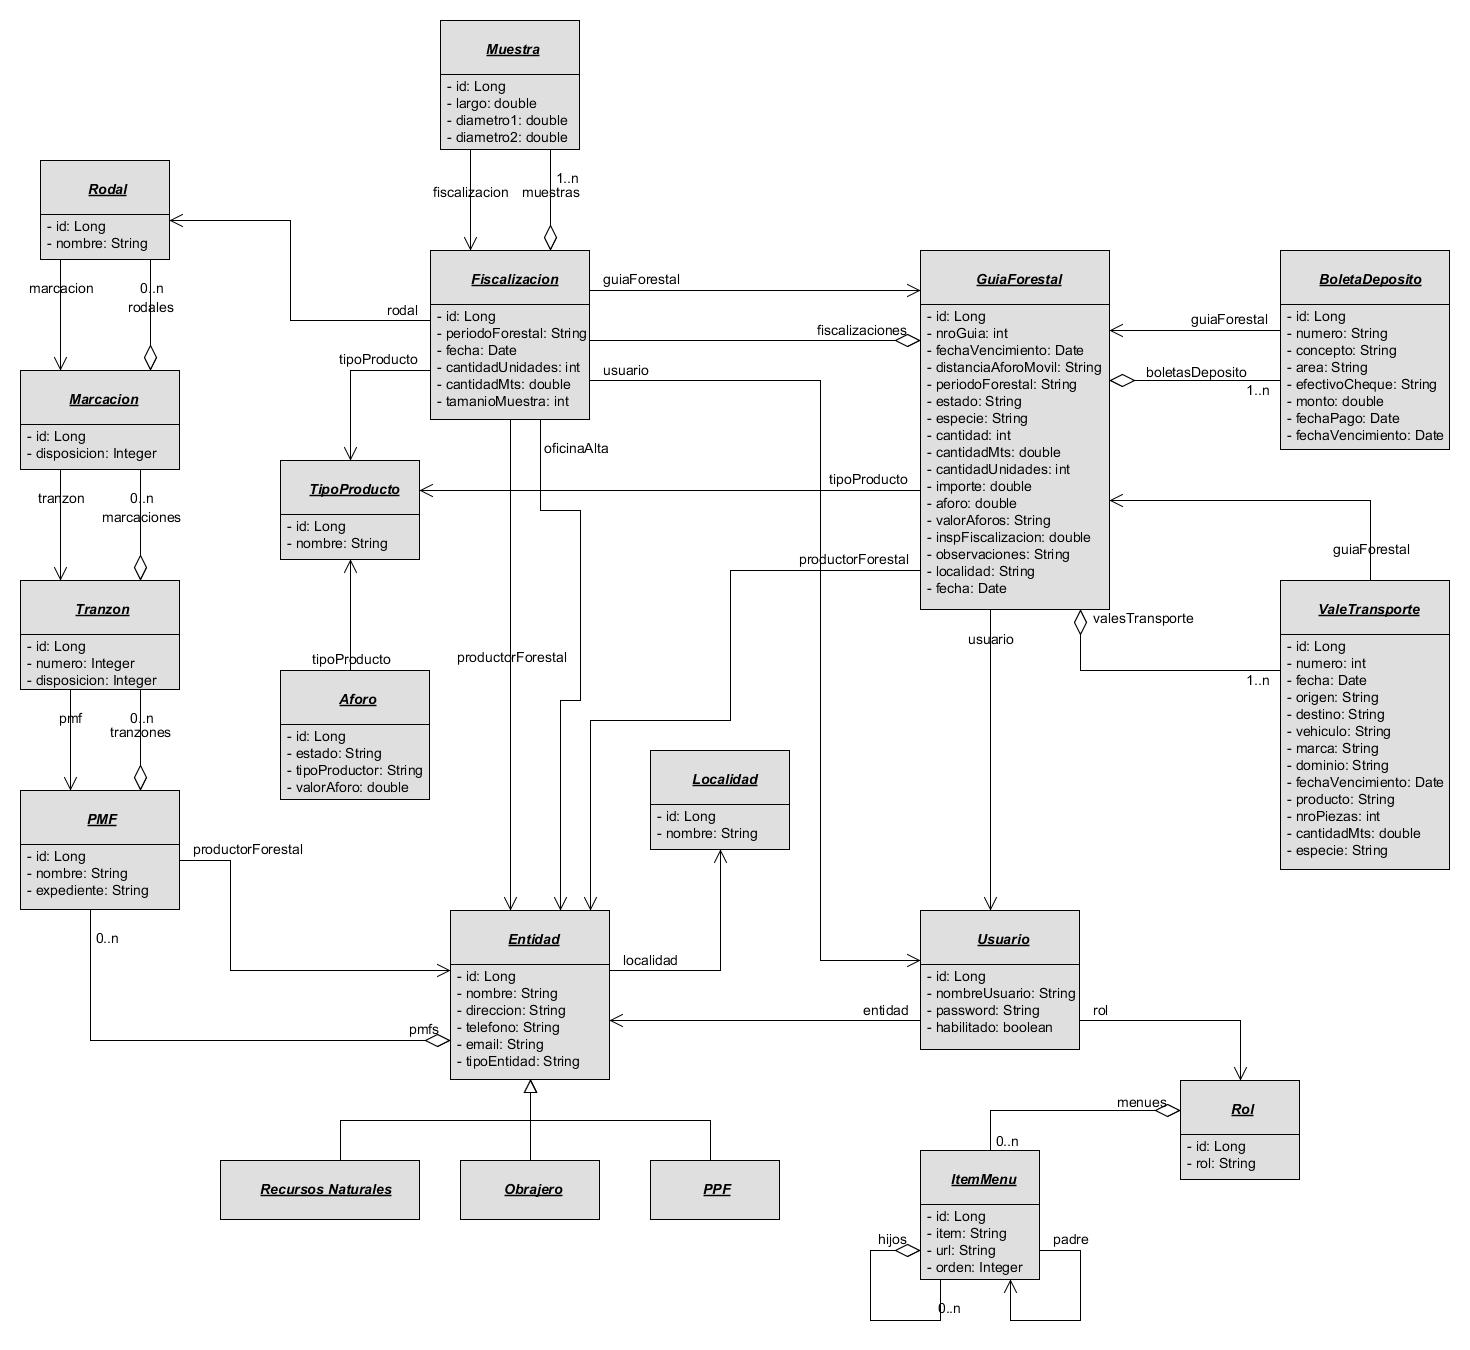 Muestra
- id: Long
- largo: double
- diametro1: double
- diametro2: double
fiscalizacion
1..n
muestras
Rodal
- id: Long
- nombre: String
marcacion
0..n
rodales
rodal
Fiscalizacion
- id: Long
- periodoForestal: String
- fecha: Date
- cantidadUnidades: int
- cantidadMts: double
- tamanioMuestra: int
guiaForestal
fiscalizaciones
tipoProducto
usuario
oficinaAlta
GuiaForestal
- id: Long
- nroGuia: int
- fechaVencimiento: Date
- distanciaAforoMovil: String
- periodoForestal: String
- estado: String
- especie: String
- cantidad: int
- cantidadMts: double
- cantidadUnidades: int
- importe: double
- aforo: double
- valorAforos: String
- inspFiscalizacion: double
- observaciones: String
- localidad: String
- fecha: Date
guiaForestal
boletasDeposito
1..n
BoletaDeposito
- id: Long
- numero: String
- concepto: String
- area: String
- efectivoCheque: String
- monto: double
- fechaPago: Date
- fechaVencimiento: Date
Marcacion
- id: Long
- disposicion: Integer
tranzon
0..n
marcaciones
TipoProducto
- id: Long
- nombre: String
tipoProducto
productorForestal
guiaForestal
Tranzon
- id: Long
- numero: Integer
- disposicion: Integer
pmf
0..n
tranzones
tipoProducto
Aforo
- id: Long
- estado: String
- tipoProductor: String
- valorAforo: double
productorForestal
usuario
valesTransporte
1..n
ValeTransporte
- id: Long
- numero: int
- fecha: Date
- origen: String
- destino: String
- vehiculo: String
- marca: String
- dominio: String
- fechaVencimiento: Date
- producto: String
- nroPiezas: int
- cantidadMts: double
- especie: String
Localidad
- id: Long
- nombre: String
PMF
- id: Long
- nombre: String
- expediente: String
productorForestal
0..n
pmfs
Entidad
- id: Long
- nombre: String
- direccion: String
- telefono: String
- email: String
- tipoEntidad: String
localidad
entidad
Usuario
- id: Long
- nombreUsuario: String
- password: String
- habilitado: boolean
rol
Rol
- id: Long
- rol: String
menues
0..n
Recursos Naturales
Obrajero
PPF
ItemMenu
- id: Long
- item: String
- url: String
- orden: Integer
hijos
padre
0..n